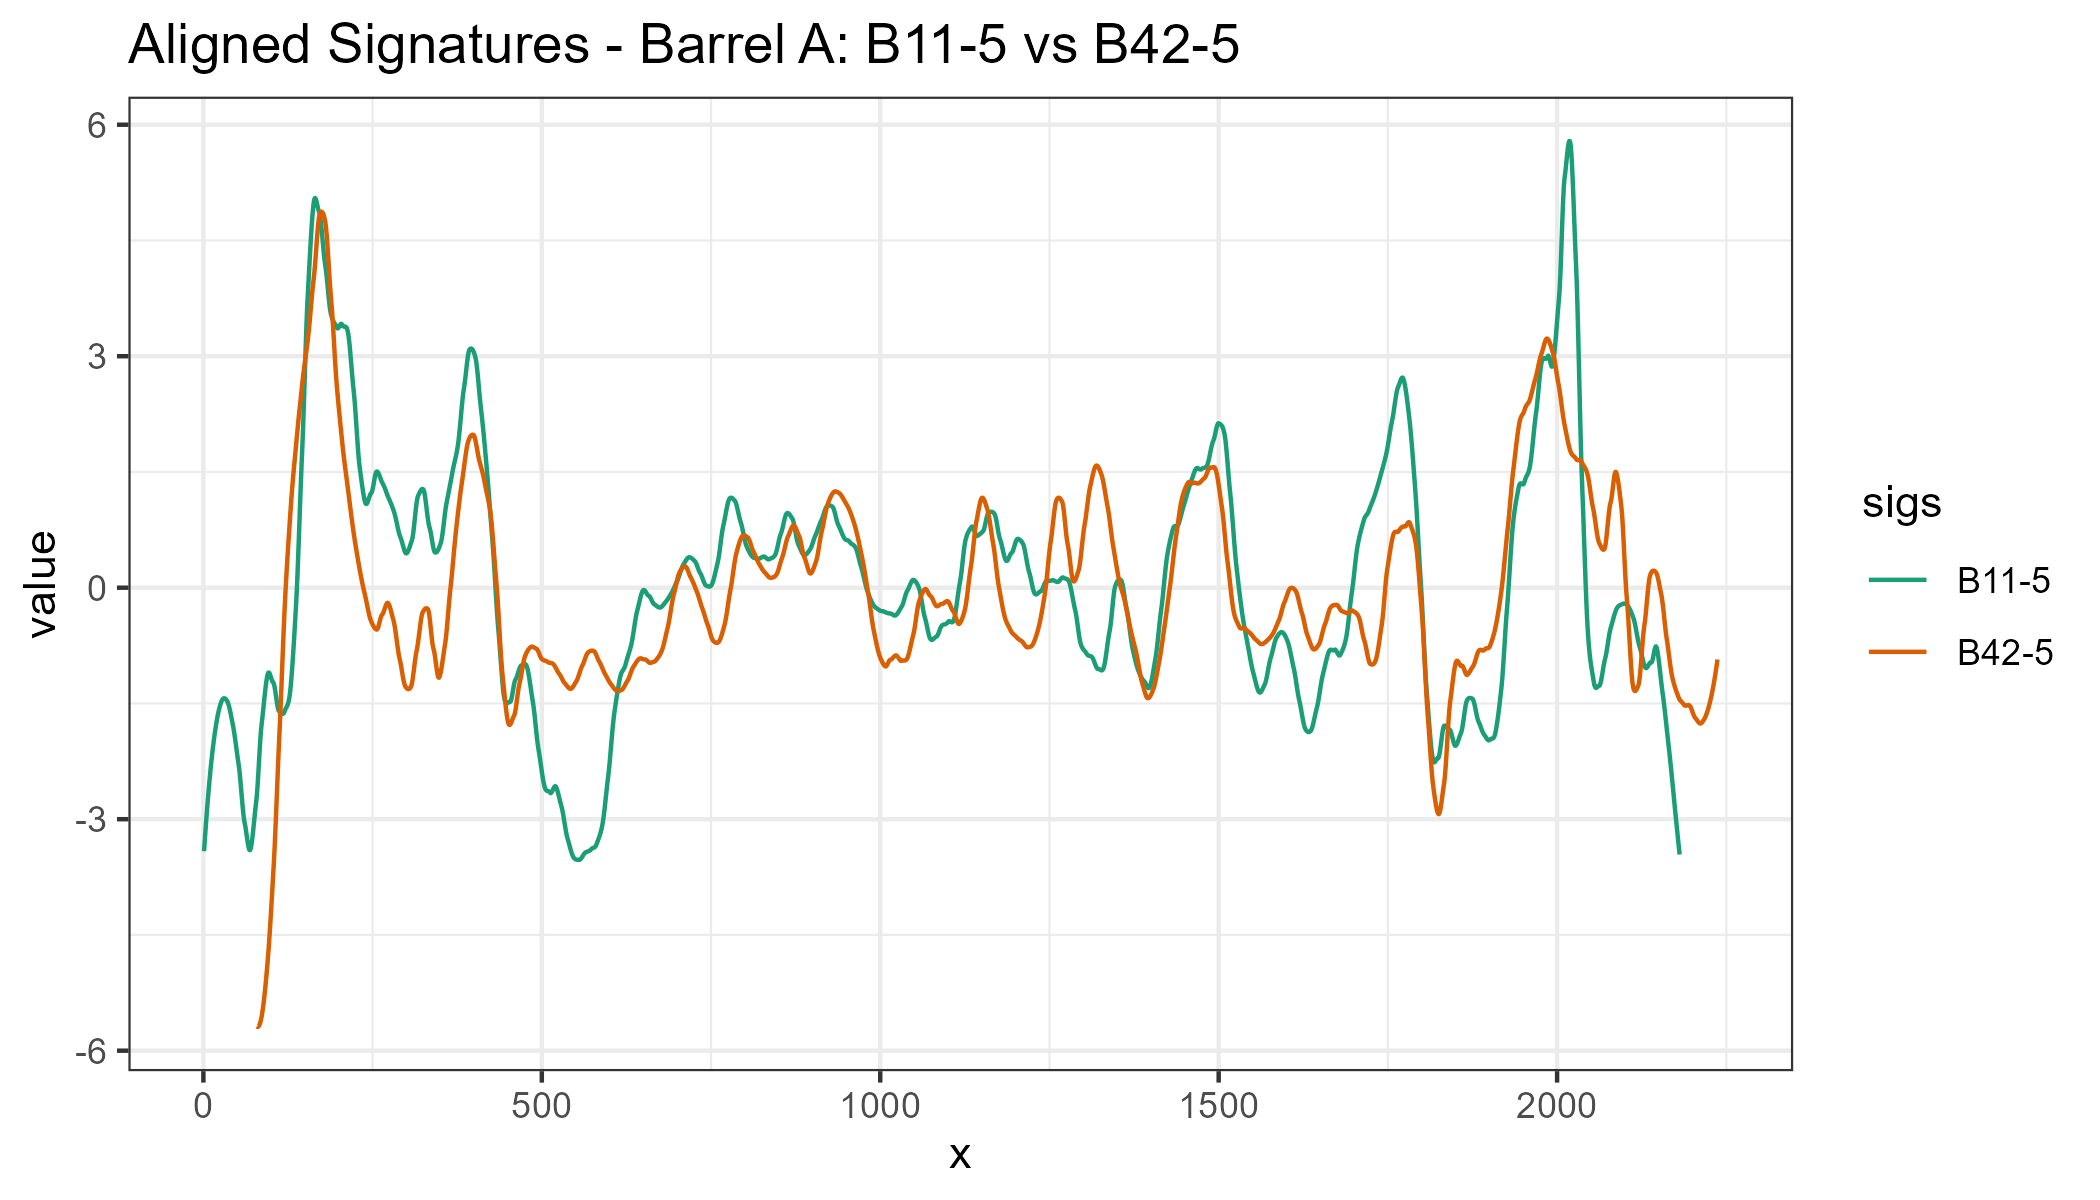 Aligned Signatures - Barrel A: B11-5 vs B42-5
6
3
0
-3
-6
value
0 500 1000 1500 2000
x
sigs
B11-5
B42-5